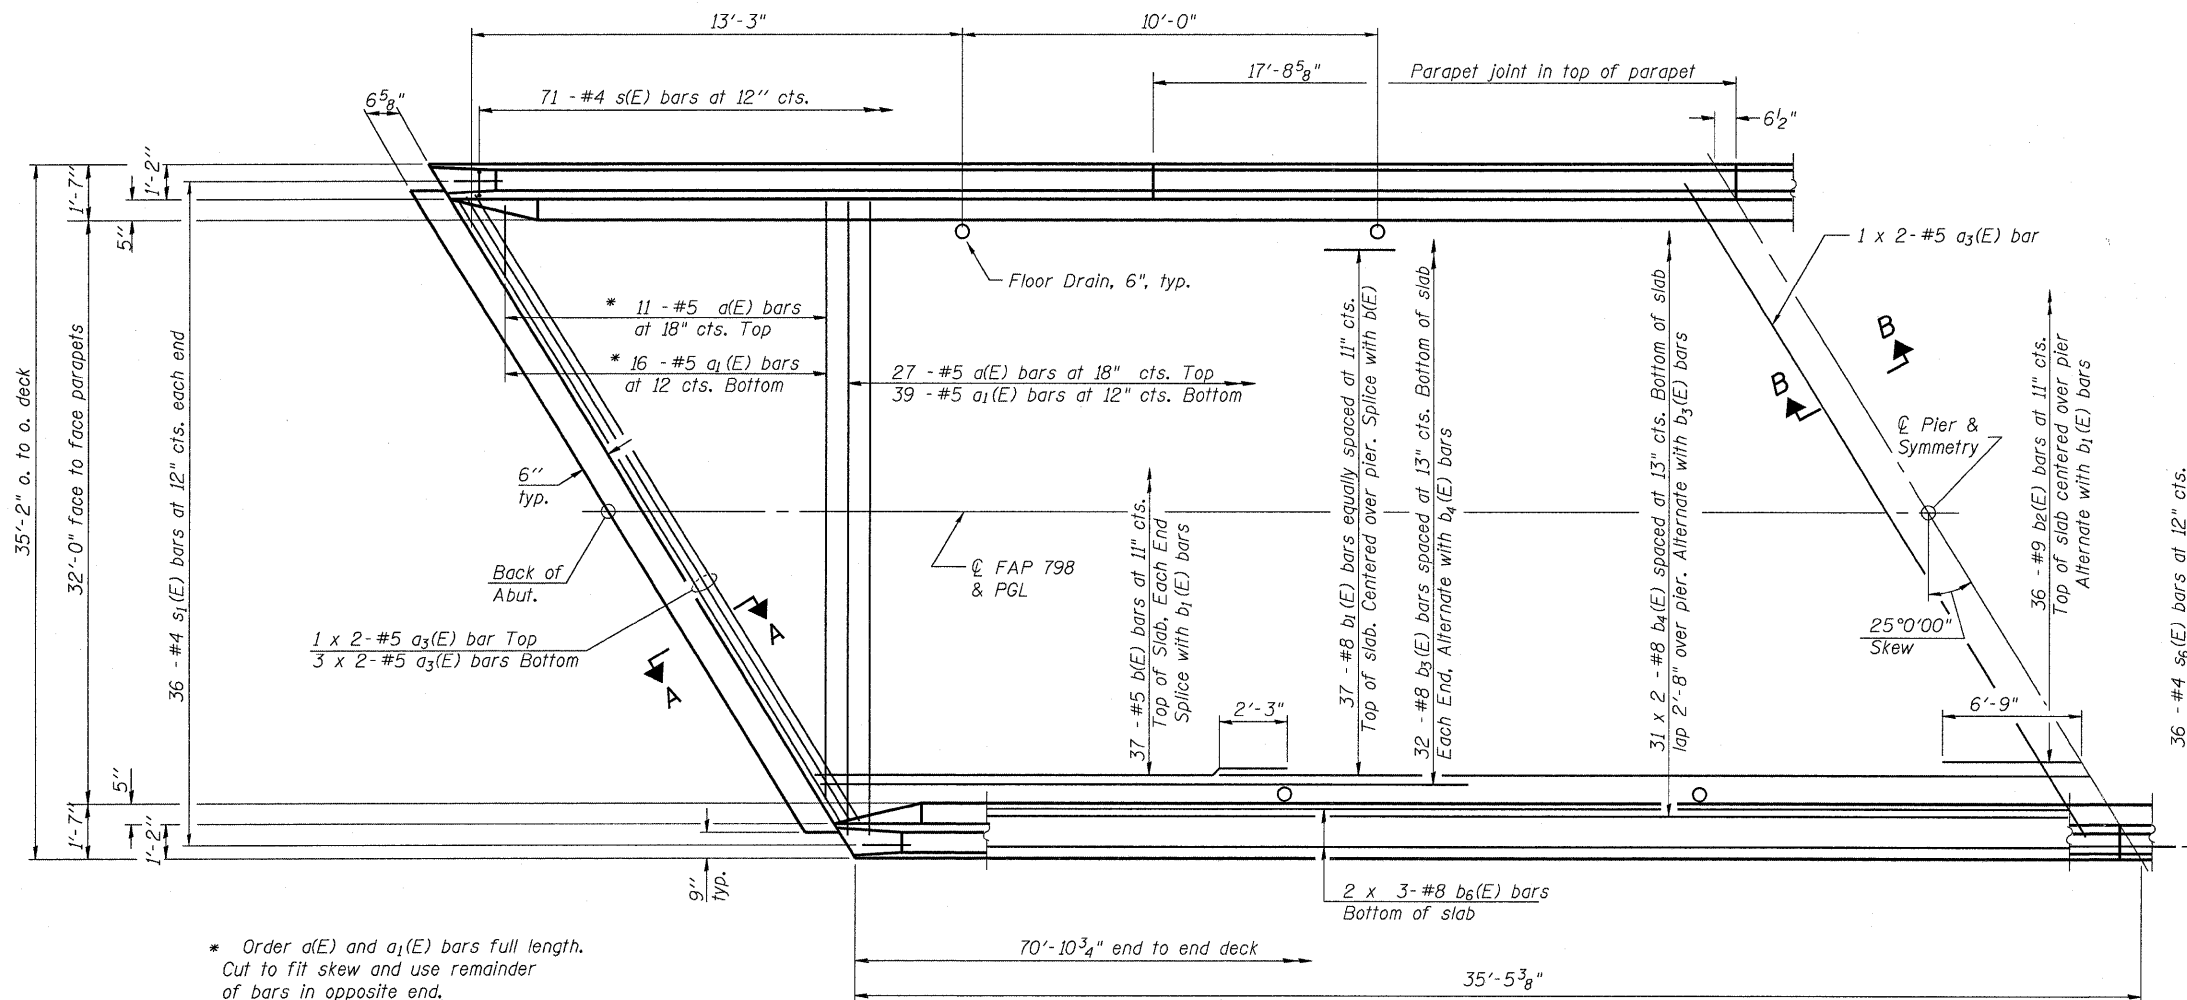 13'-3"
10'-0"
17'-8 5/8"
Parapet joint in top of parapet
6 5/8"
71 - #4 s(E) bars at 12" cts.
6 1/2"
1'-7"
1'-2"
5"
35'-2" o. to o. deck
32'-0" face to face parapets
36 - #4 s1(E) bars at 12" cts. each end
1 x 2-#5 a3(E) bar
Floor Drain, 6", typ.
* 11 - #5 a(E) bars
at 18" cts. Top
* 16 - #5 a1(E) bars
at 12 cts. Bottom
27 - #5 a(E) bars at 18" cts. Top
39 - #5 a1(E) bars at 12" cts. Bottom
37 - #5 b(E) bars at 11" cts.
Top of Slab, Each End
Splice with b1(E) bars
37 - #8 b1(E) bars equally spaced at 11" cts.
Top of slab. Centered over pier. Splice with b(E)
32 - #8 b3(E) bars spaced at 13" cts. Bottom of slab
Each End, Alternate with b4(E) bars
31 x 2 - #8 b4(E) spaced at 13" cts. Bottom of slab
lap 2'-8" over pier. Alternate with b3(E) bars
B
B
℄ Pier &
Symmetry
36 - #9 b2(E) bars at 11" cts.
Top of slab centered over pier
Alternate with b1(E) bars
36 - #4 s6(E) bars at 12" cts.
6"
typ.
Back of
Abut.
℄ FAP 798
& PGL
25°0'00"
Skew
A
A
1 x 2-#5 a3(E) bar Top
3 x 2-#5 a3(E) bars Bottom
2'-3"
6'-9"
5"
1'-7"
1'-2"
9"
typ.
2 x 3-#8 b6(E) bars
Bottom of slab
* Order a(E) and a1(E) bars full length.
Cut to fit skew and use remainder
of bars in opposite end.
70'-10 3/4" end to end deck
35'-5 3/8"